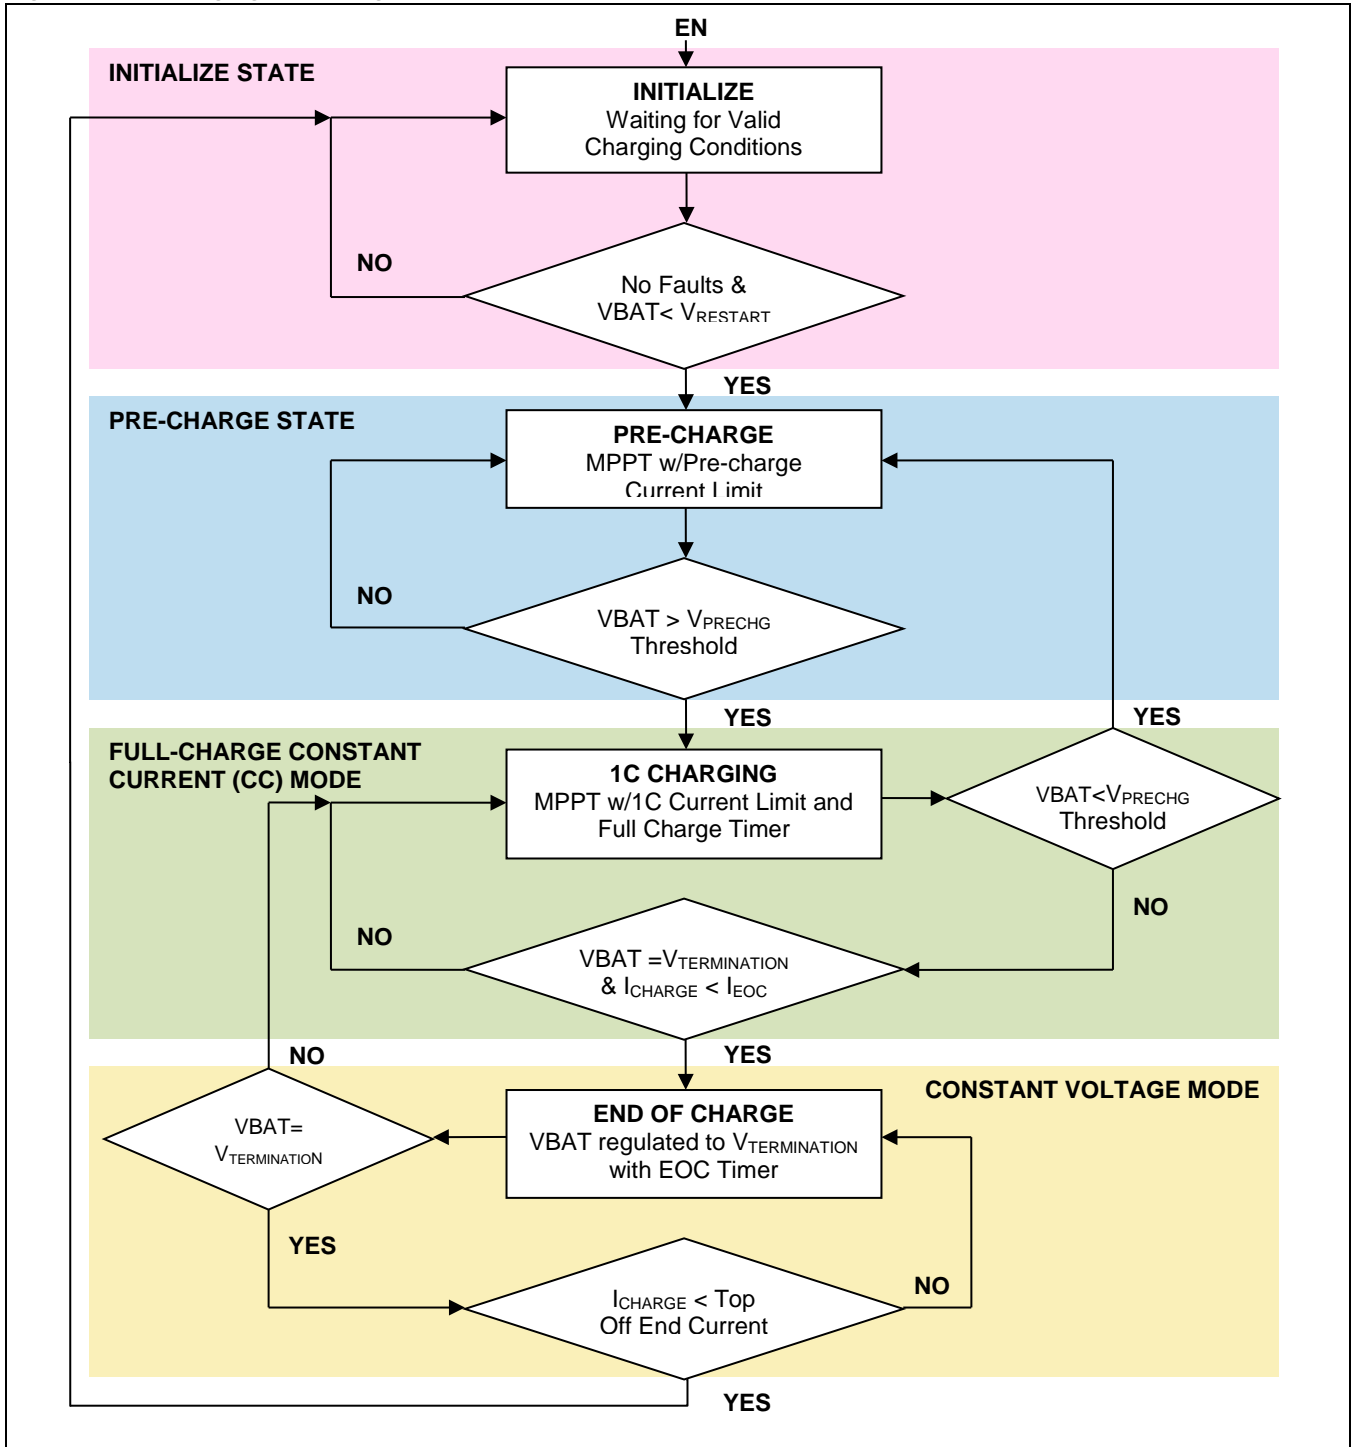 EN
INITIALIZE STATE
INITIALIZE
Waiting for Valid
Charging Conditions
NO
No Faults &
VBAT< VRESTART
YES
PRE-CHARGE STATE
PRE-CHARGE
MPPT w/Pre-charge
Current Limit
NO
VBAT > VPRECHG
Threshold
YES
YES
FULL-CHARGE CONSTANT
CURRENT (CC) MODE
1C CHARGING
MPPT w/1C Current Limit and
Full Charge Timer
VBAT<VPRECHG
Threshold
NO
NO
VBAT =VTERMINATION
& ICHARGE < IEOC
YES
NO
CONSTANT VOLTAGE MODE
END OF CHARGE
VBAT regulated to VTERMINATION
with EOC Timer
VBAT=
VTERMINATION
YES
ICHARGE < Top
Off End Current
NO
YES